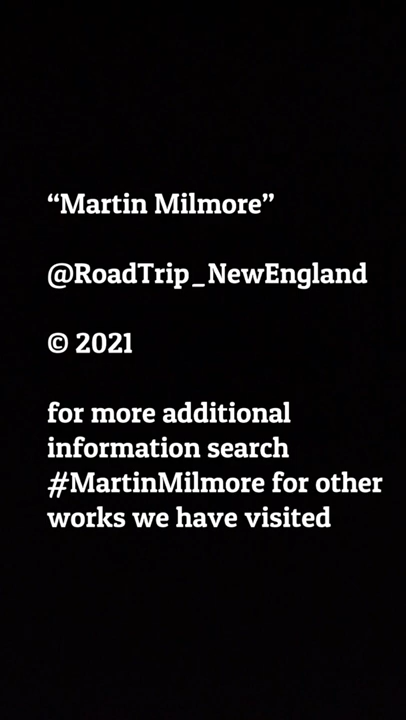 “Martin Milmore”
@RoadTrip_NewEngland
© 2021
for more additional
information search
#MartinMilmore for other
works we have visited